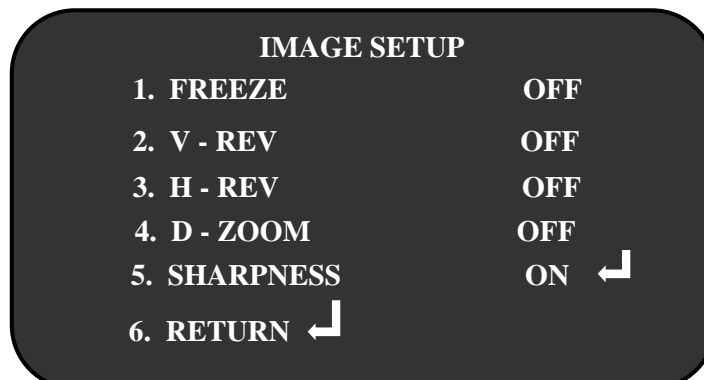 IMAGE SETUP
1. FREEZE OFF
2. V - REV OFF
3. H - REV OFF
4. D - ZOOM OFF
5. SHARPNESS ON ↵
6. RETURN ↵